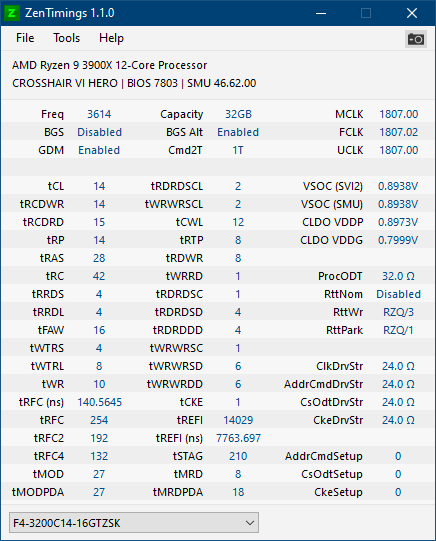 ZenTimings 1.1.0
File Tools Help
AMD Ryzen 9 3900X 12-Core Processor
CROSSHAIR VI HERO | BIOS 7803 | SMU 46.62.00
Freq 3614 Capacity 32GB MCLK 1807.00
BGS Disabled BGS Alt Enabled FCLK 1807.02
GDM Enabled Cmd2T 1T UCLK 1807.00
tCL 14 tRDRDSCL 2 VSOC (SVI2) 0.8938V
tRCDWR 14 tWRWRSCL 2 VSOC (SMU) 0.8938V
tRCDRD 15 tCWL 12 CLDO VDDP 0.8973V
tRP 14 tRTP 8 CLDO VDDG 0.7999V
tRAS 28 tRDWR 8
tRC 42 tWRRD 1 ProcODT 32.0 Ω
tRRDS 4 tRDRDSC 1 RttNom Disabled
tRRDL 4 tRDRDSD 4 RttWr RZQ/3
tFAW 16 tRDRDDD 4 RttPark RZQ/1
tWTRS 4 tWRWRSC 1
tWTRL 8 tWRWRSD 6 ClkDrvStr 24.0 Ω
tWR 10 tWRWRDD 6 AddrCmdDrvStr 24.0 Ω
tRFC (ns) 140.5645 tCKE 1 CsOdtDrvStr 24.0 Ω
tRFC 254 tREFI 14029 CkeDrvStr 24.0 Ω
tRFC2 192 tREFI (ns) 7763.697
tRFC4 132 tSTAG 210 AddrCmdSetup 0
tMOD 27 tMRD 8 CsOdtSetup 0
tMODPDA 27 tMRDPDA 18 CkeSetup 0
F4-3200C14-16GTZSK